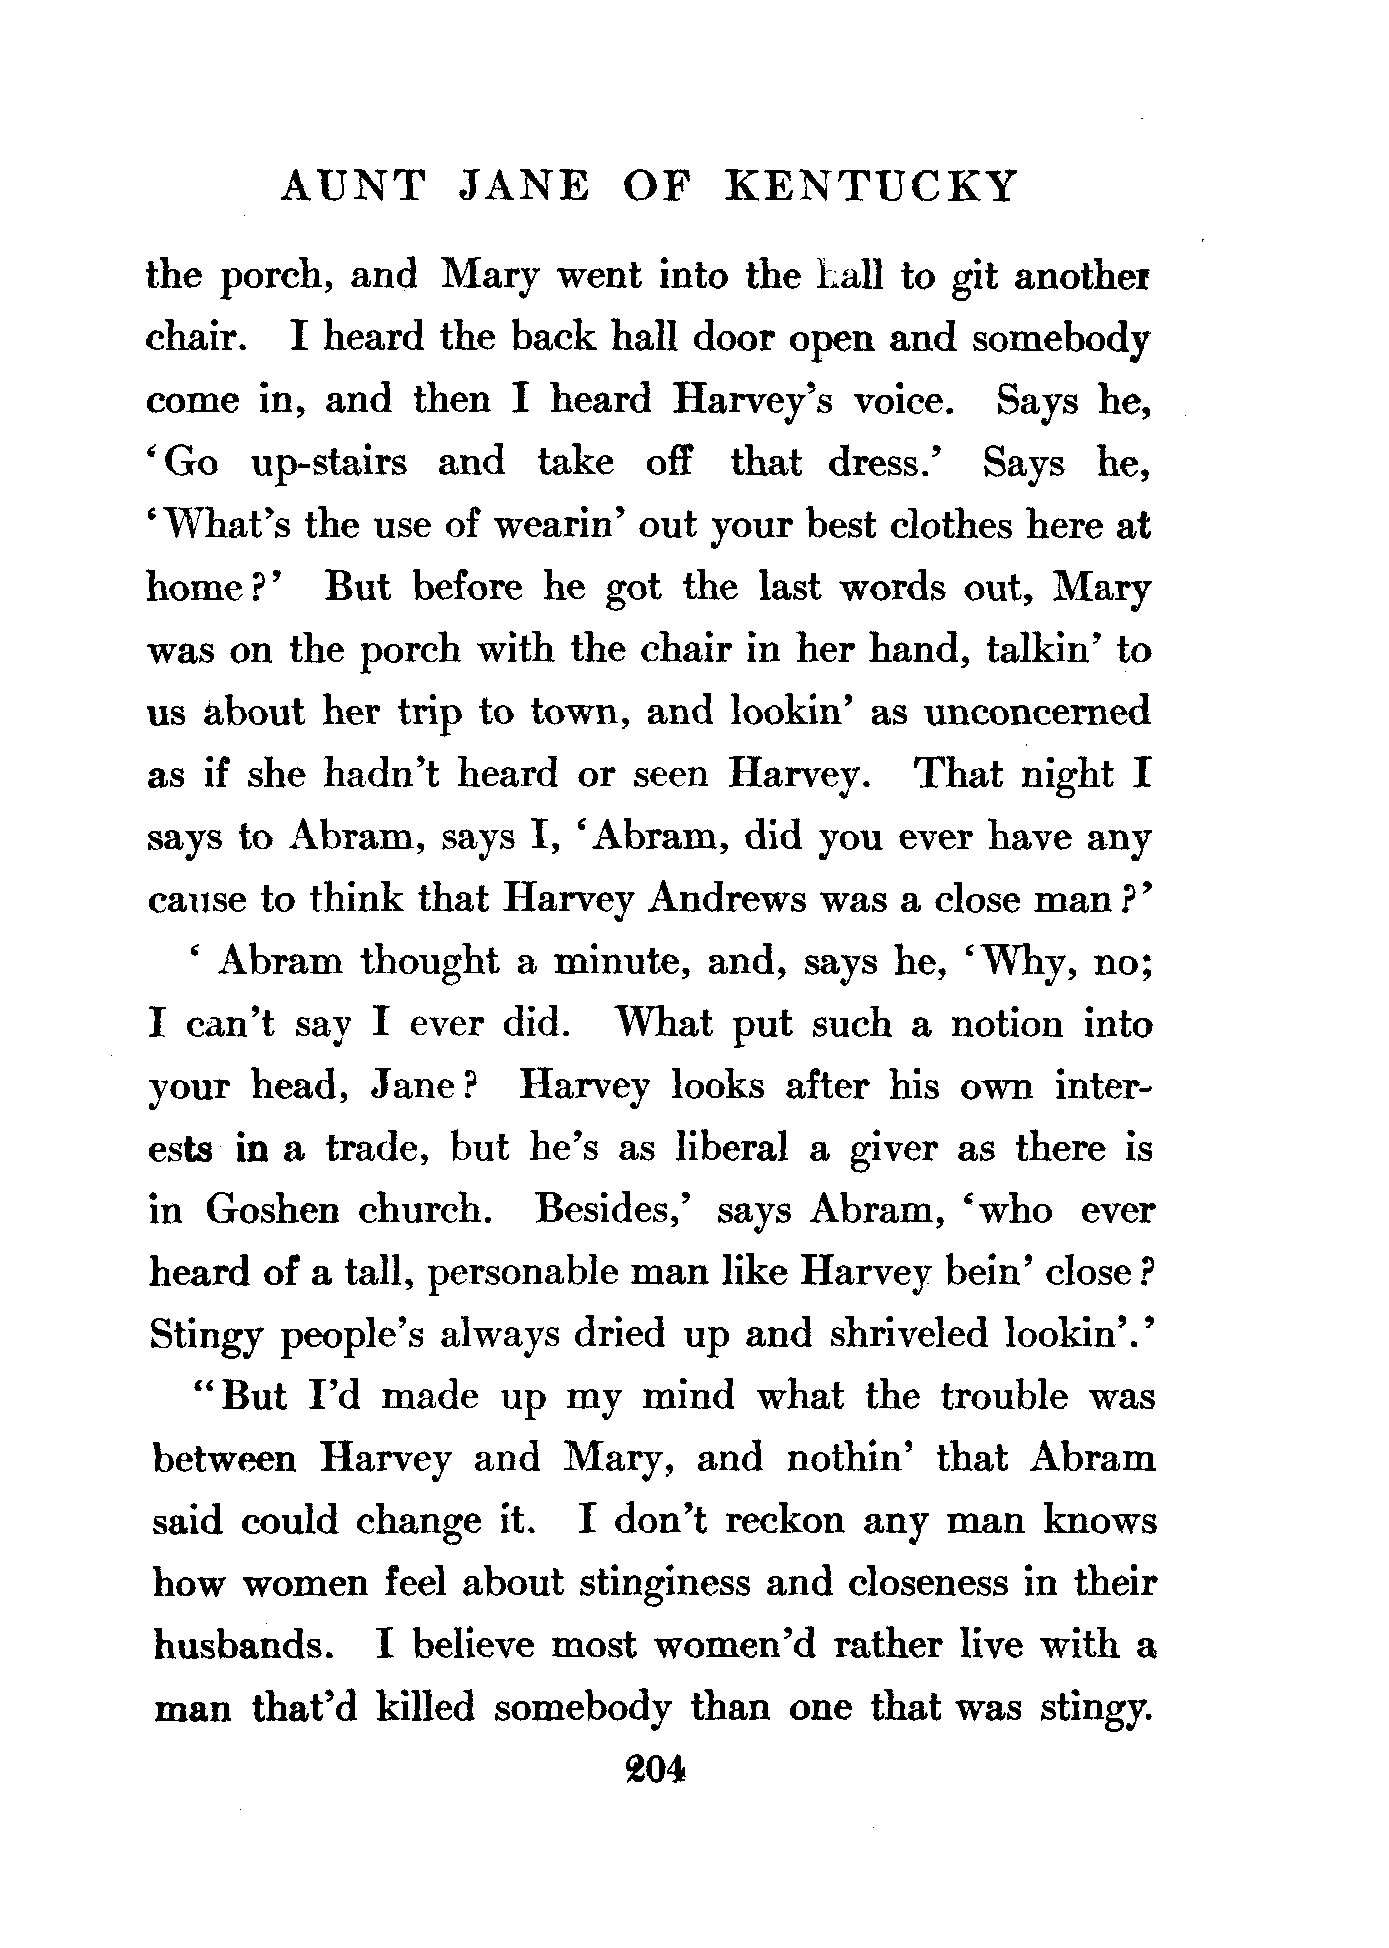 AUNT JANE OF KENTUCKY
the porch, and Mary went into the hall to git another
chair. I heard the back hall door open and somebody
come in, and then I heard Harvey's voice. Says he,
‘Go up-stairs and take off that dress.’ Says he,
‘What's the use of wearin’ out your best clothes here at
home?’ But before he got the last words out, Mary
was on the porch with the chair in her hand, talkin’ to
us about her trip to town, and lookin’ as unconcerned
as if she hadn't heard or seen Harvey. That night I
says to Abram, says I, ‘Abram, did you ever have any
cause to think that Harvey Andrews was a close man?’
‘ Abram thought a minute, and, says he, ‘Why, no;
I can't say I ever did. What put such a notion into
your head, Jane? Harvey looks after his own inter-
ests in a trade, but he's as liberal a giver as there is
in Goshen church. Besides,’ says Abram, ‘who ever
heard of a tall, personable man like Harvey bein’ close?
Stingy people's always dried up and shriveled lookin’.’
“But I'd made up my mind what the trouble was
between Harvey and Mary, and nothin’ that Abram
said could change it. I don't reckon any man knows
how women feel about stinginess and closeness in their
husbands. I believe most women'd rather live with a
man that'd killed somebody than one that was stingy.
204